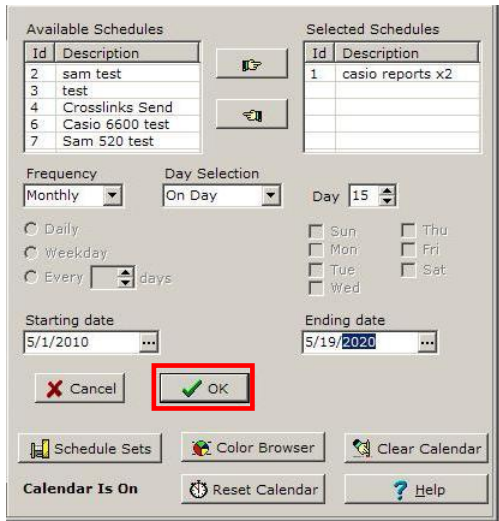 Available Schedules Selected Schedules
Id Description Id Description
2 sam test 1 casio reports x2
3 test
4 Crosslinks Send
6 Casio 6600 test
7 Sam 520 test
Frequency Day Selection
Monthly On Day Day 15
Daily Sun Thu
Weekday Mon Fri
Every days Tue Sat
Wed
Starting date Ending date
5/1/2010 ... 5/19/2020 ...
Cancel OK
Schedule Sets Color Browser Clear Calendar
Calendar Is On Reset Calendar Help